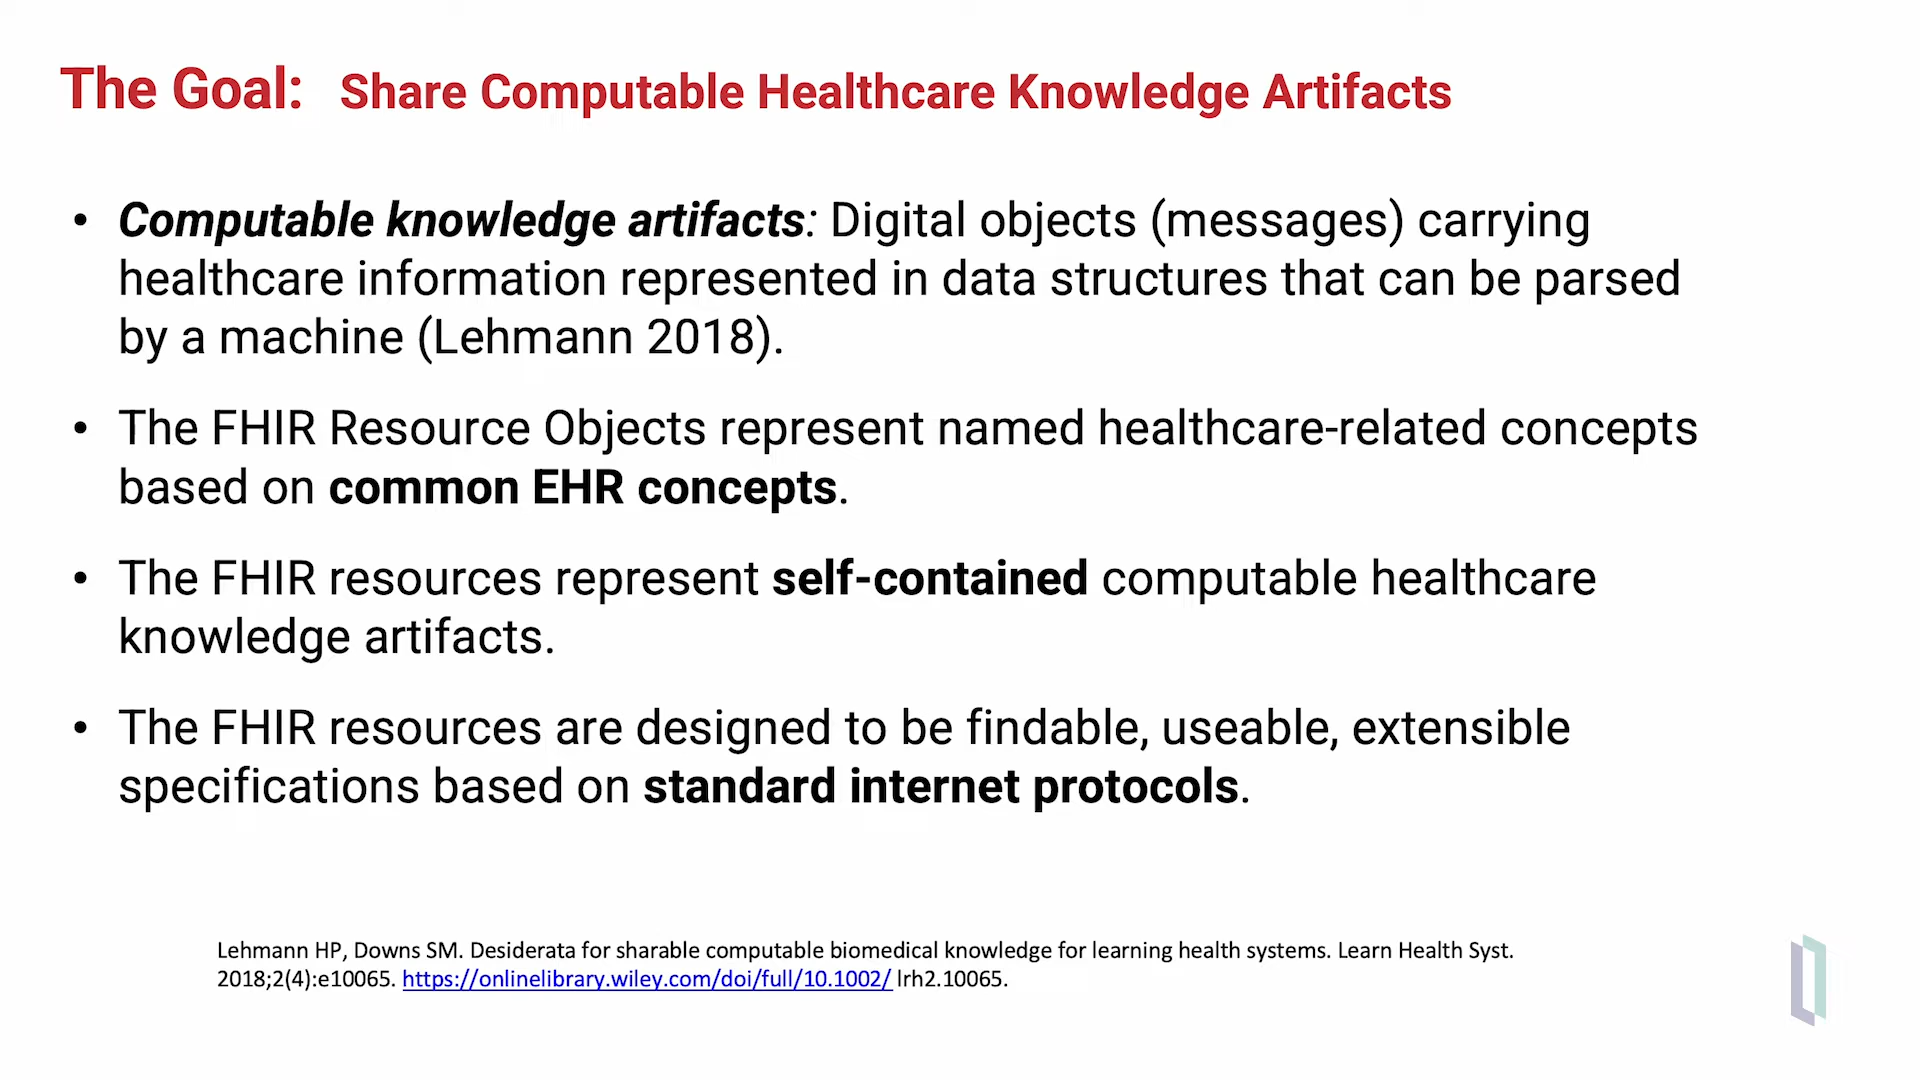 The Goal: Share Computable Healthcare Knowledge Artifacts
• Computable knowledge artifacts: Digital objects (messages) carrying
healthcare information represented in data structures that can be parsed
by a machine (Lehmann 2018).
• The FHIR Resource Objects represent named healthcare-related concepts
based on common EHR concepts.
• The FHIR resources represent self-contained computable healthcare
knowledge artifacts.
• The FHIR resources are designed to be findable, useable, extensible
specifications based on standard internet protocols.
Lehmann HP, Downs SM. Desiderata for sharable computable biomedical knowledge for learning health systems. Learn Health Syst.
2018;2(4):e10065. https://onlinelibrary.wiley.com/doi/full/10.1002/ lrh2.10065.